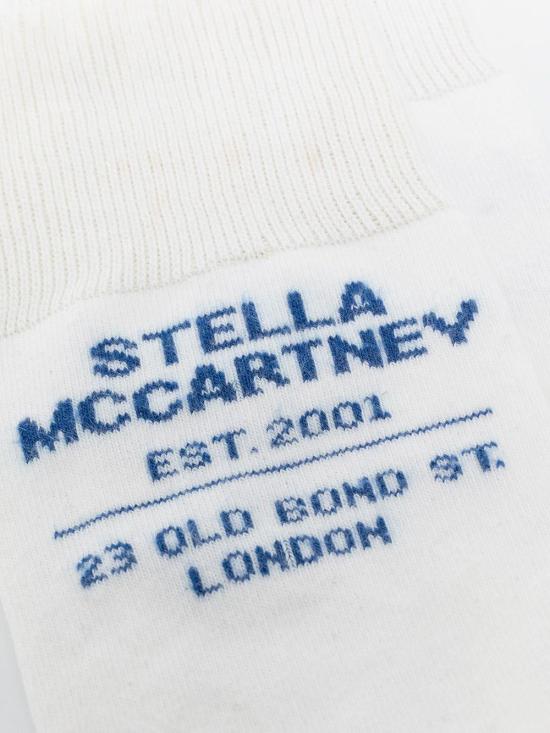 STELLA
MCCARTNEY
EST. 2001
23 OLD BOND ST.
LONDON